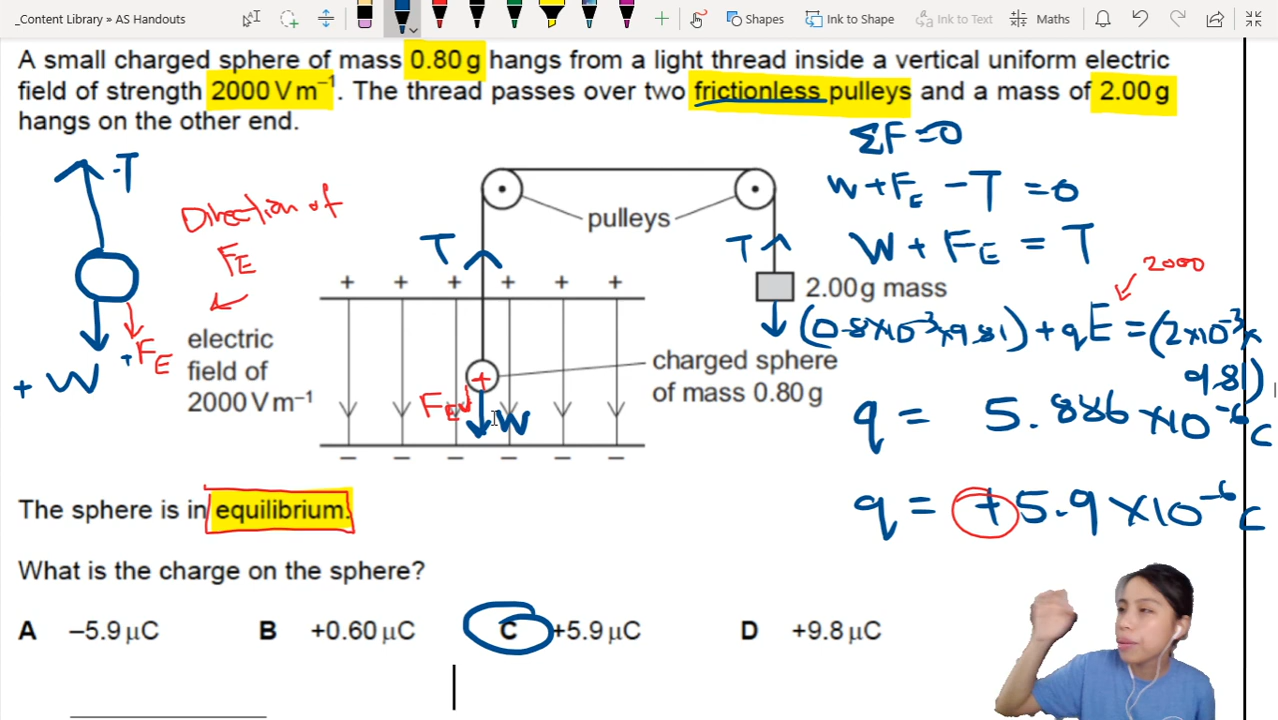 _Content Library » AS Handouts
Shapes
Ink to Shape
Ink to Text
Maths
A small charged sphere of mass 0.80 g hangs from a light thread inside a vertical uniform electric
field of strength 2000 V m⁻¹. The thread passes over two frictionless pulleys and a mass of 2.00 g
hangs on the other end.
ΣF = 0
-T
W + F_E - T = 0
Direction of
F_E
pulleys
T
T
W + F_E = T
2000
+ + + + + +
2.00 g mass
(0.8×10⁻³×9.81) + qE = (2×10⁻³×
9.81)
+F_E
+W
electric
field of
2000 V m⁻¹
charged sphere
of mass 0.80 g
+
F_E
W
q = 5.886 ×10⁻⁶ C
– – – – – –
The sphere is in equilibrium.
q = +5.9 ×10⁻⁶ C
What is the charge on the sphere?
A –5.9 µC B +0.60 µC C +5.9 µC D +9.8 µC